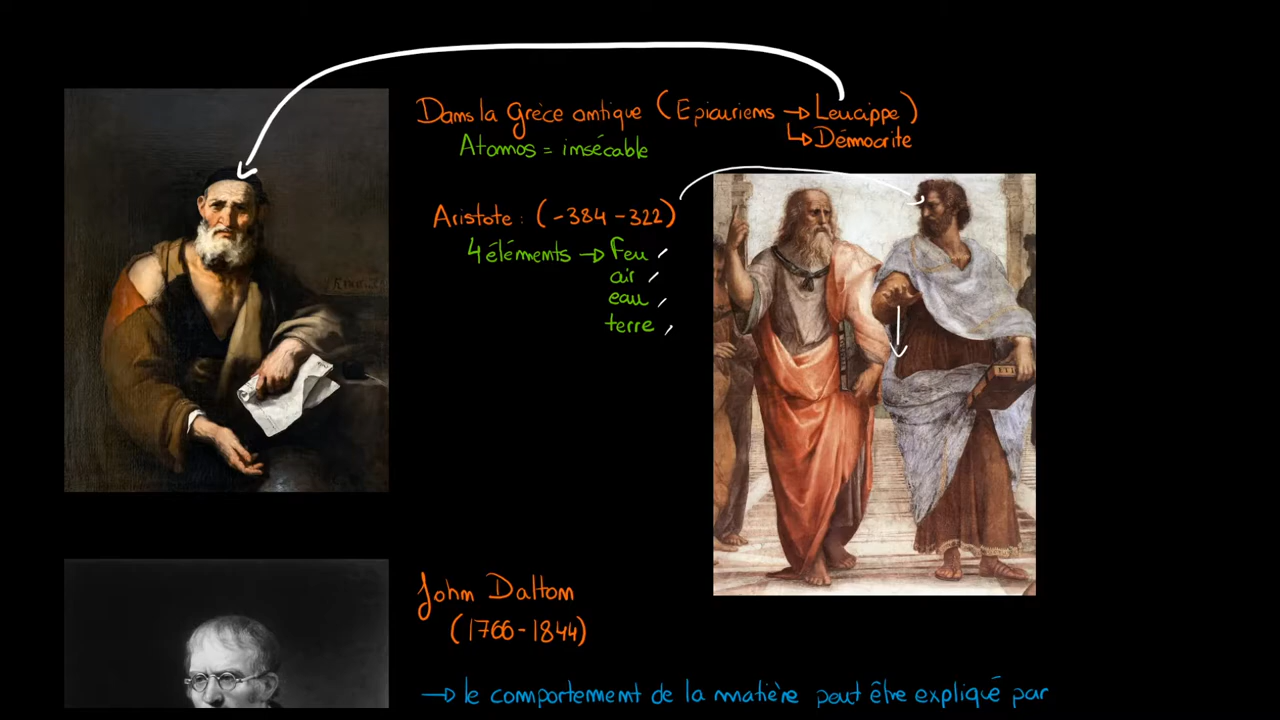 Dans la Grèce antique (Epicuriens → Leucippe)
↳ Démocrite
Atomos = insécable
Aristote : (-384 -322)
4 éléments → Feu
air
eau
terre
John Dalton
(1766-1844)
→ le comportement de la matière peut être expliqué par